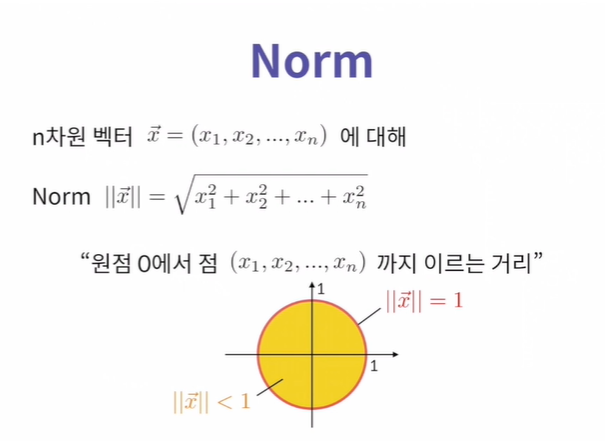 Norm
n차원 벡터 $\vec{x} = (x_1, x_2, ..., x_n)$ 에 대해
Norm $||\vec{x}|| = \sqrt{x_1^2 + x_2^2 + ... + x_n^2}$
“원점 0에서 점 $(x_1, x_2, ..., x_n)$ 까지 이르는 거리”
1
$||\vec{x}|| = 1$
1
$||\vec{x}|| < 1$